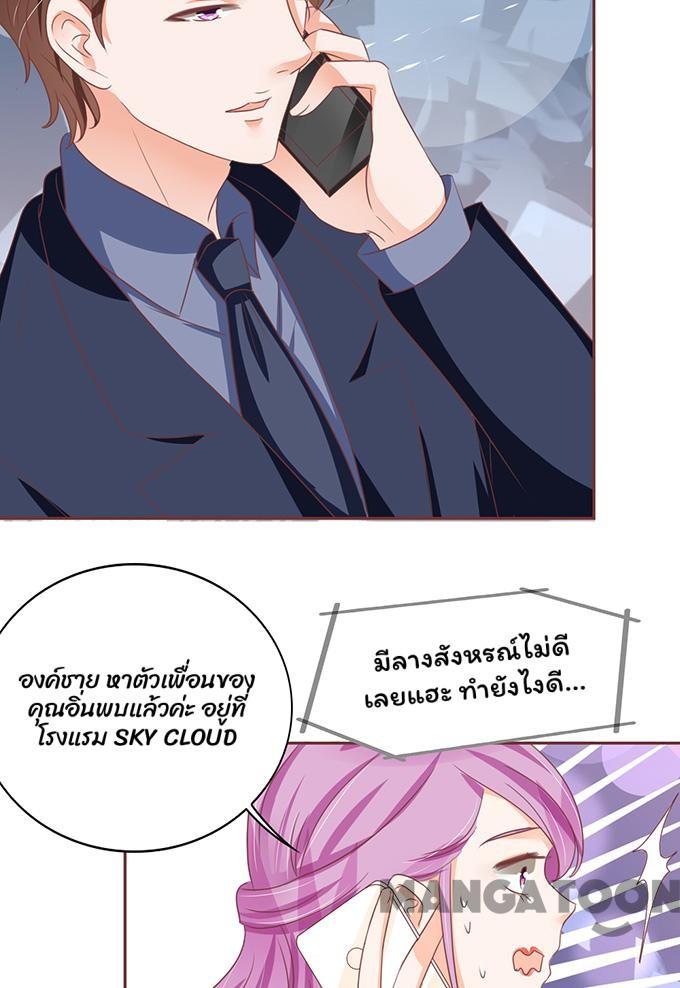 มีลางสังหรณ์ไม่ดี
เลยแฮะ ทำยังไงดี...
องค์ชาย หาตัวเพื่อนของ
คุณอิ่นพบแล้วค่ะ อยู่ที่
โรงแรม SKY CLOUD
MANGATOON